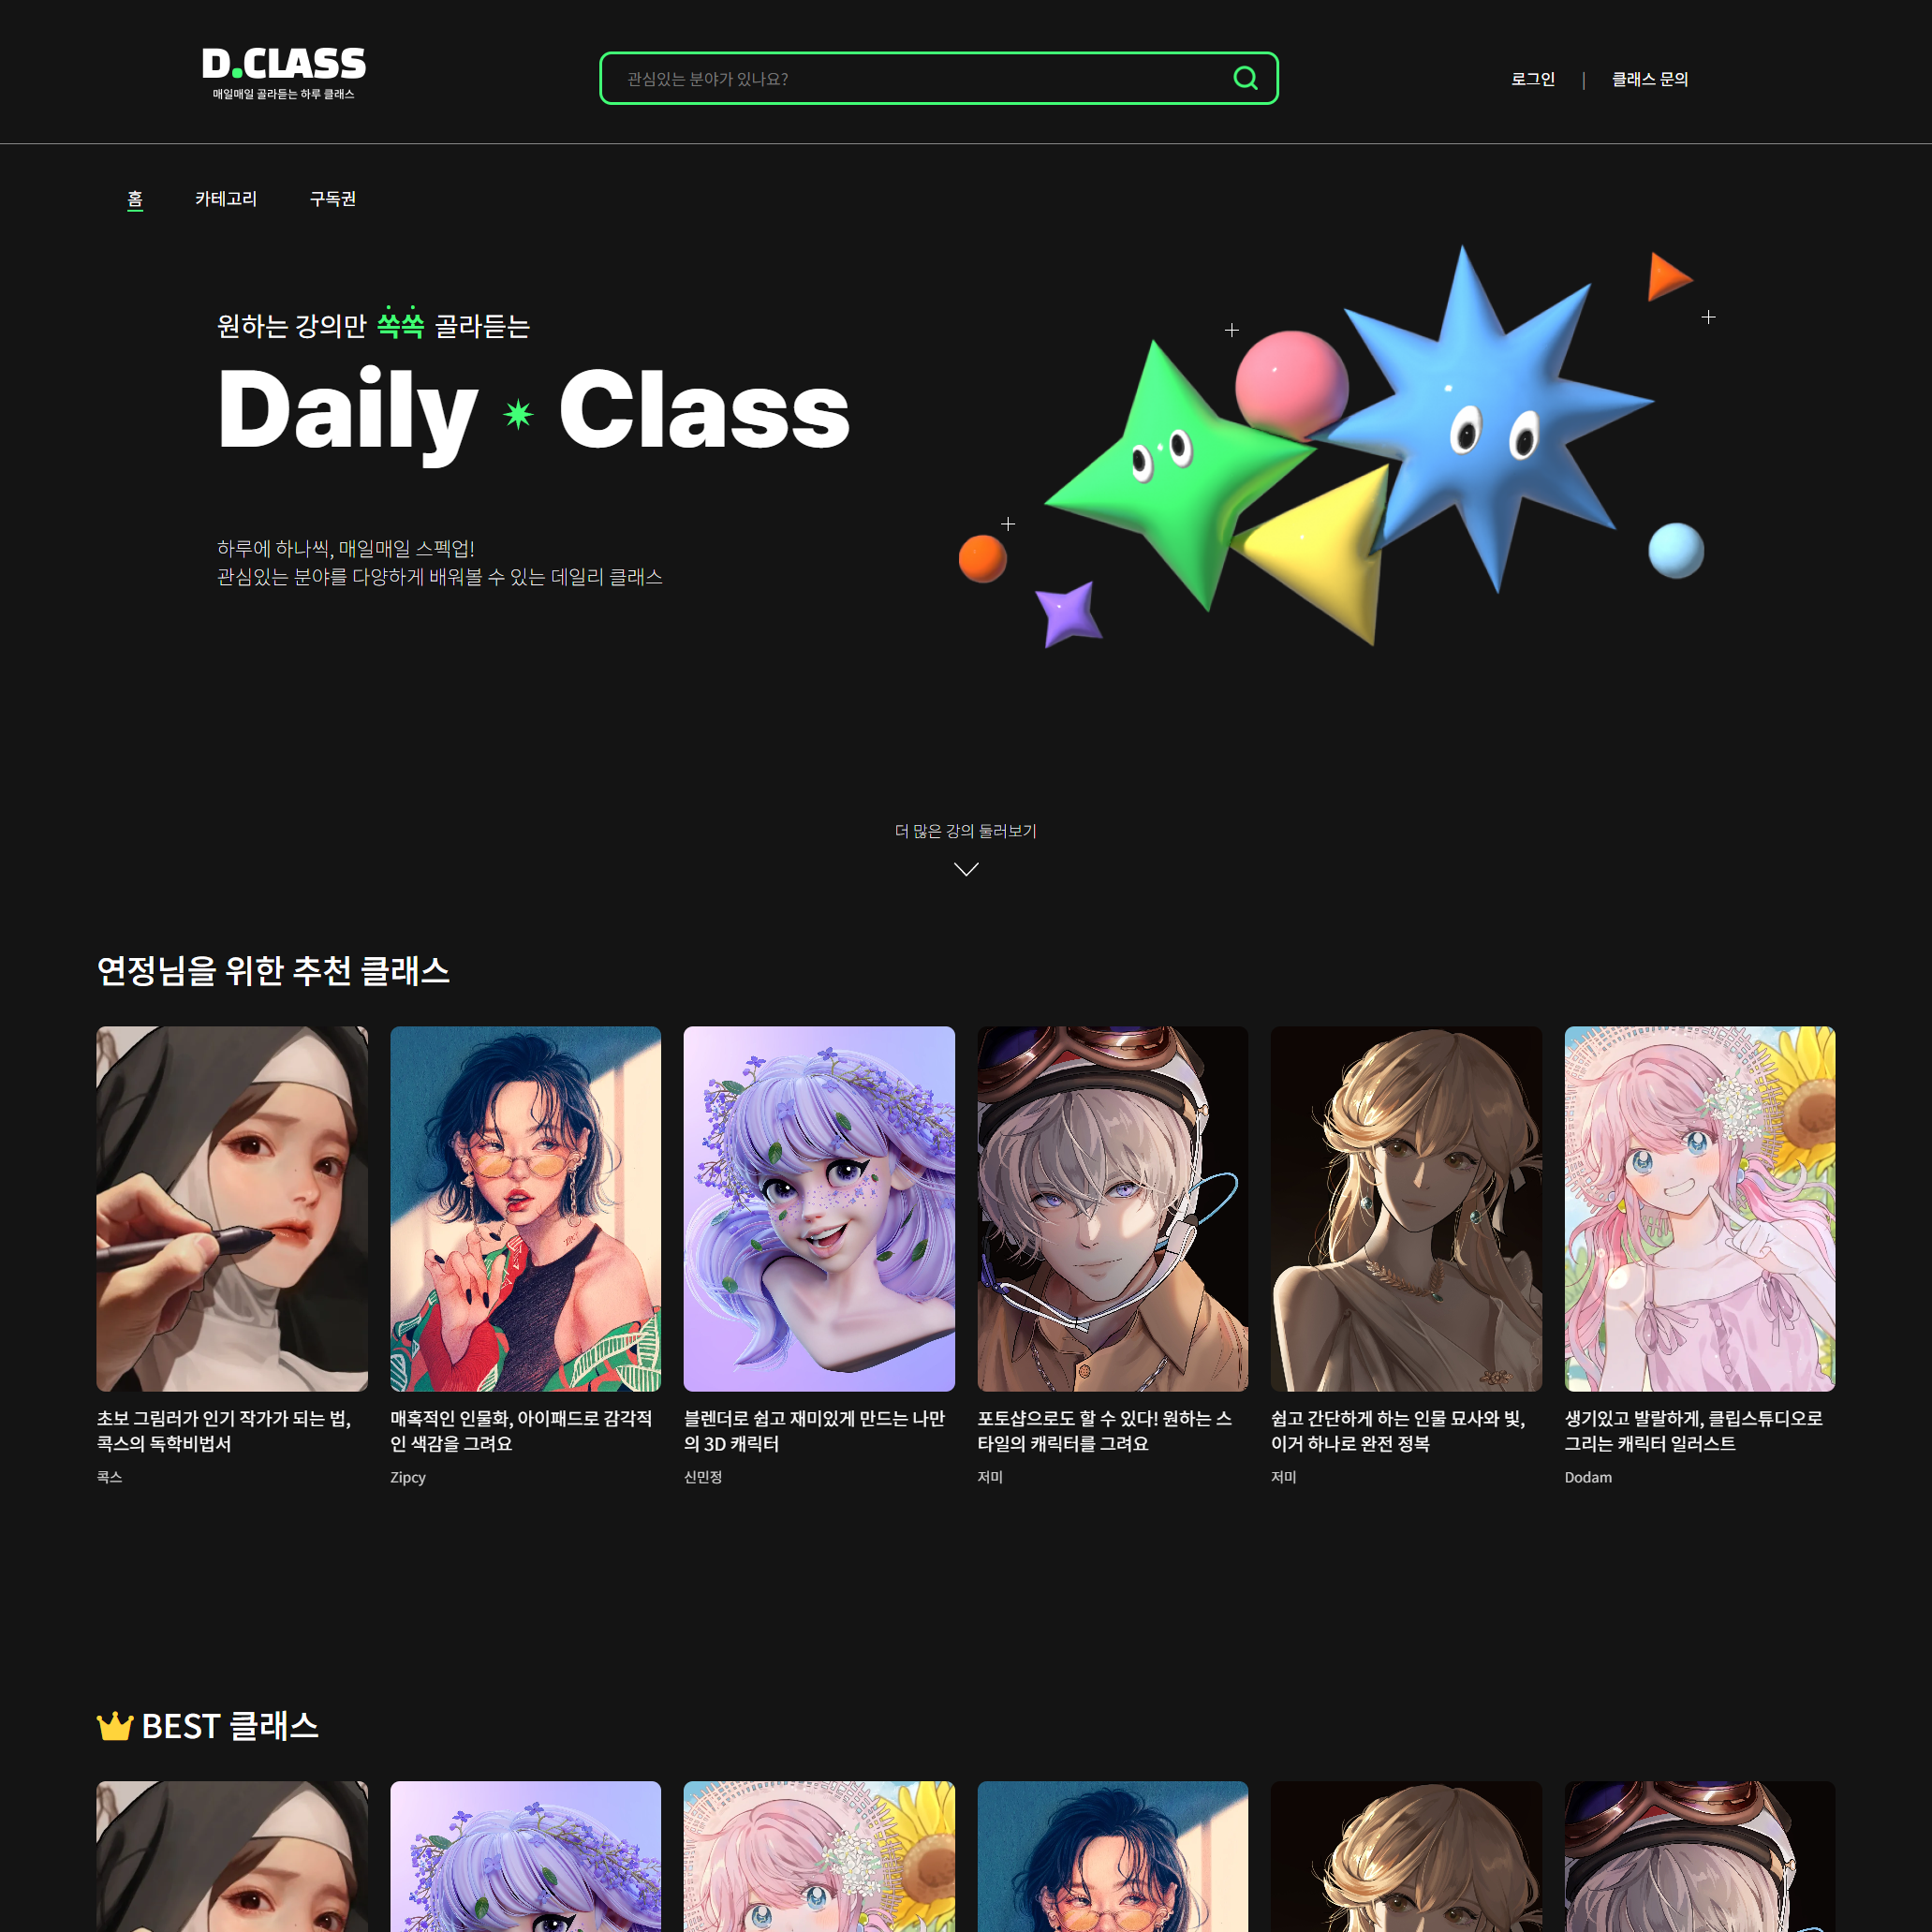 D.CLASS
매일매일 골라듣는 하루 클래스
관심있는 분야가 있나요?
로그인 | 클래스 문의
홈 카테고리 구독권
원하는 강의만 쏙쏙 골라듣는
Daily Class
하루에 하나씩, 매일매일 스펙업!
관심있는 분야를 다양하게 배워볼 수 있는 데일리 클래스
더 많은 강의 둘러보기
연정님을 위한 추천 클래스
초보 그림러가 인기 작가가 되는 법,
콕스의 독학비법서
콕스
매혹적인 인물화, 아이패드로 감각적
인 색감을 그려요
Zipcy
블렌더로 쉽고 재미있게 만드는 나만
의 3D 캐릭터
신민정
포토샵으로도 할 수 있다! 원하는 스
타일의 캐릭터를 그려요
저미
쉽고 간단하게 하는 인물 묘사와 빛,
이거 하나로 완전 정복
저미
생기있고 발랄하게, 클립스튜디오로
그리는 캐릭터 일러스트
Dodam
BEST 클래스